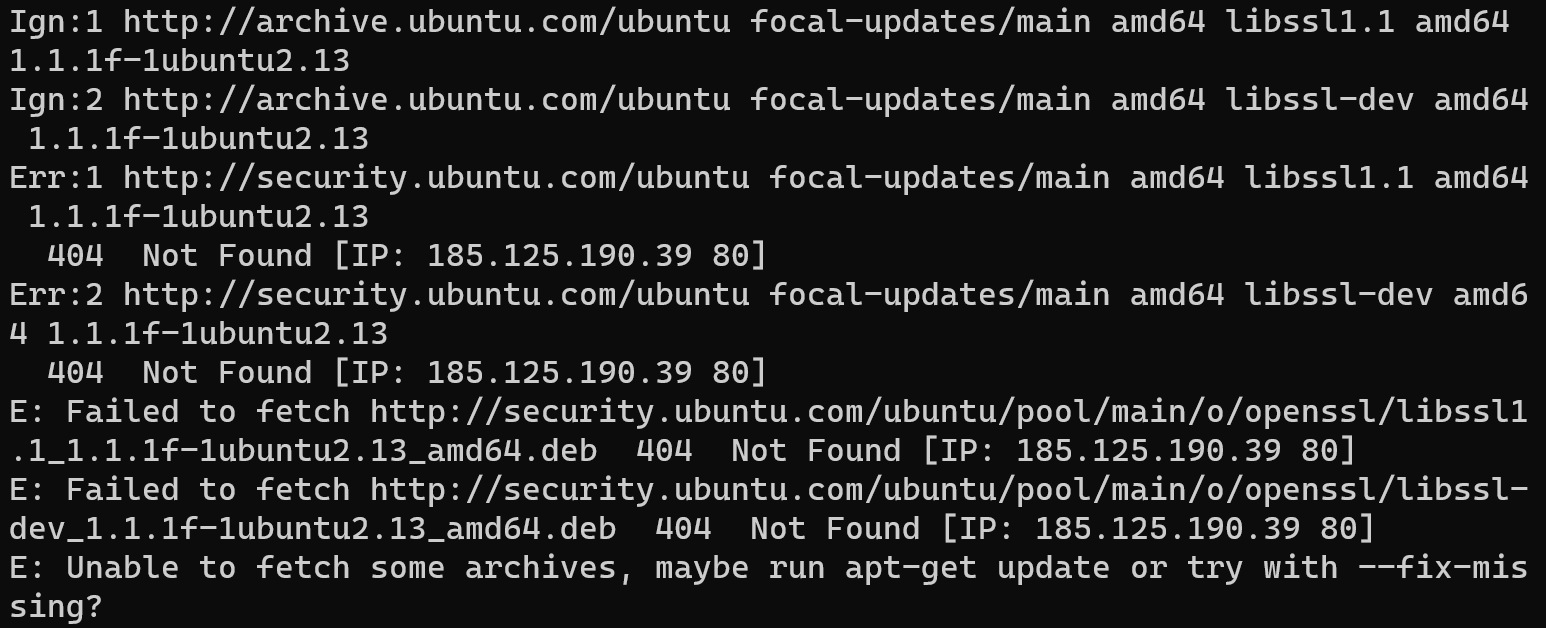 Ign:1 http://archive.ubuntu.com/ubuntu focal-updates/main amd64 libssl1.1 amd64
1.1.1f-1ubuntu2.13
Ign:2 http://archive.ubuntu.com/ubuntu focal-updates/main amd64 libssl-dev amd64
 1.1.1f-1ubuntu2.13
Err:1 http://security.ubuntu.com/ubuntu focal-updates/main amd64 libssl1.1 amd64
 1.1.1f-1ubuntu2.13
  404  Not Found [IP: 185.125.190.39 80]
Err:2 http://security.ubuntu.com/ubuntu focal-updates/main amd64 libssl-dev amd6
4 1.1.1f-1ubuntu2.13
  404  Not Found [IP: 185.125.190.39 80]
E: Failed to fetch http://security.ubuntu.com/ubuntu/pool/main/o/openssl/libssl1
.1_1.1.1f-1ubuntu2.13_amd64.deb  404  Not Found [IP: 185.125.190.39 80]
E: Failed to fetch http://security.ubuntu.com/ubuntu/pool/main/o/openssl/libssl-
dev_1.1.1f-1ubuntu2.13_amd64.deb  404  Not Found [IP: 185.125.190.39 80]
E: Unable to fetch some archives, maybe run apt-get update or try with --fix-mis
sing?